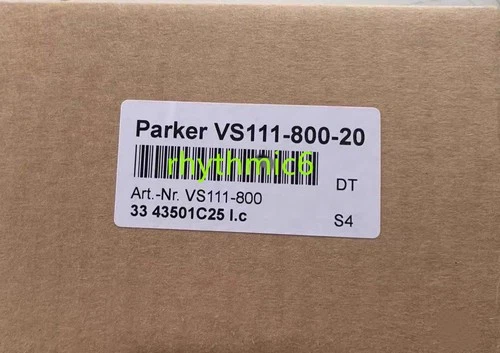 Parker VS111-800-20
rhythmic6
DT
Art.-Nr. VS111-800
33 43501C25 I.c
S4